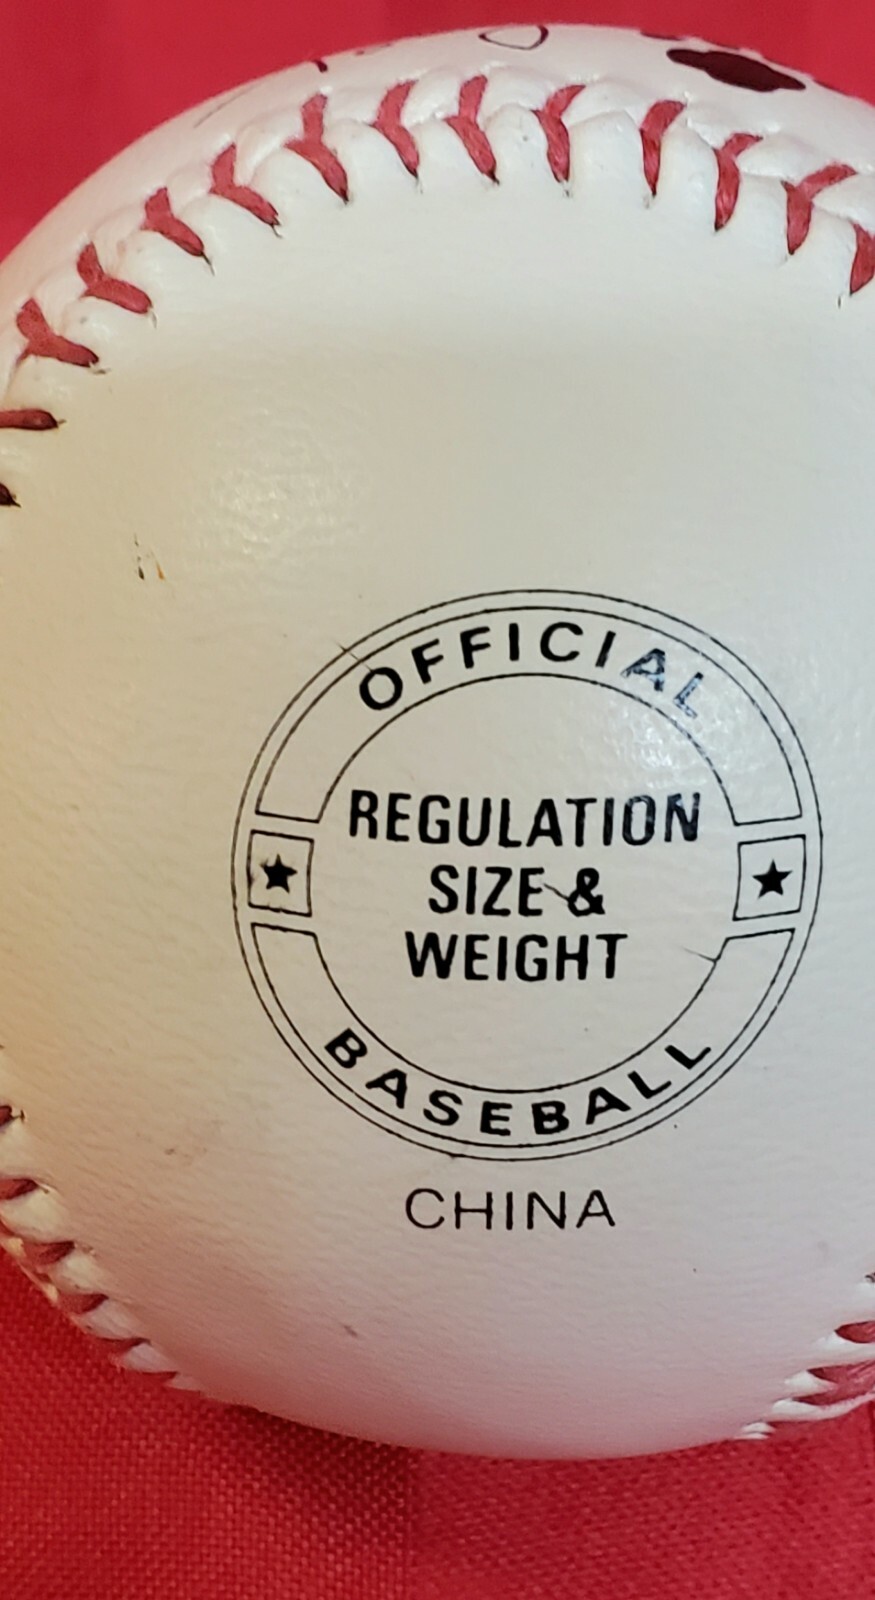 OFFICIAL
REGULATION
SIZE &
WEIGHT
BASEBALL
CHINA